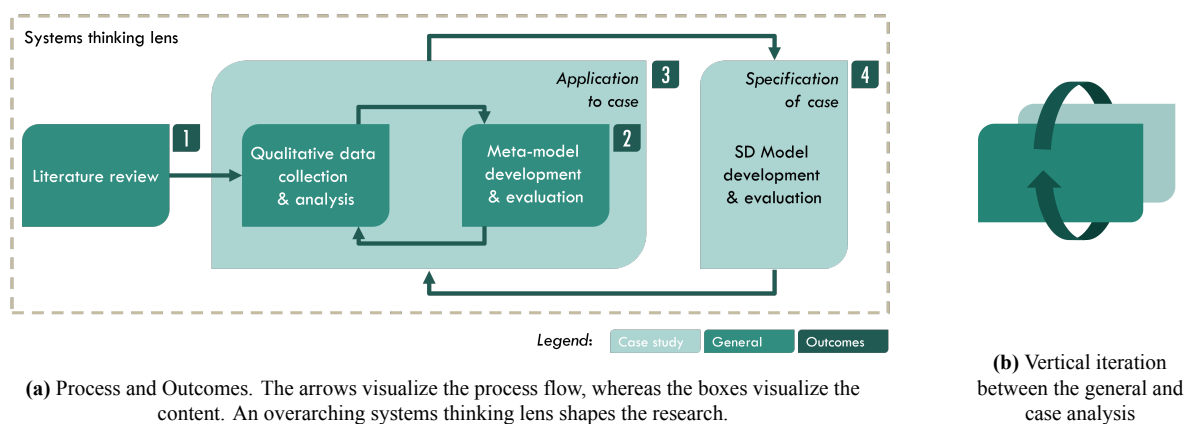 Systems thinking lens
Application
to case
3
Specification
of case
4
1
Literature review
Qualitative data
collection
& analysis
Meta-model
development
& evaluation
2
SD Model
development
& evaluation
Legend:
Case study
General
Outcomes
(a) Process and Outcomes. The arrows visualize the process flow, whereas the boxes visualize the
content. An overarching systems thinking lens shapes the research.
(b) Vertical iteration
between the general and
case analysis